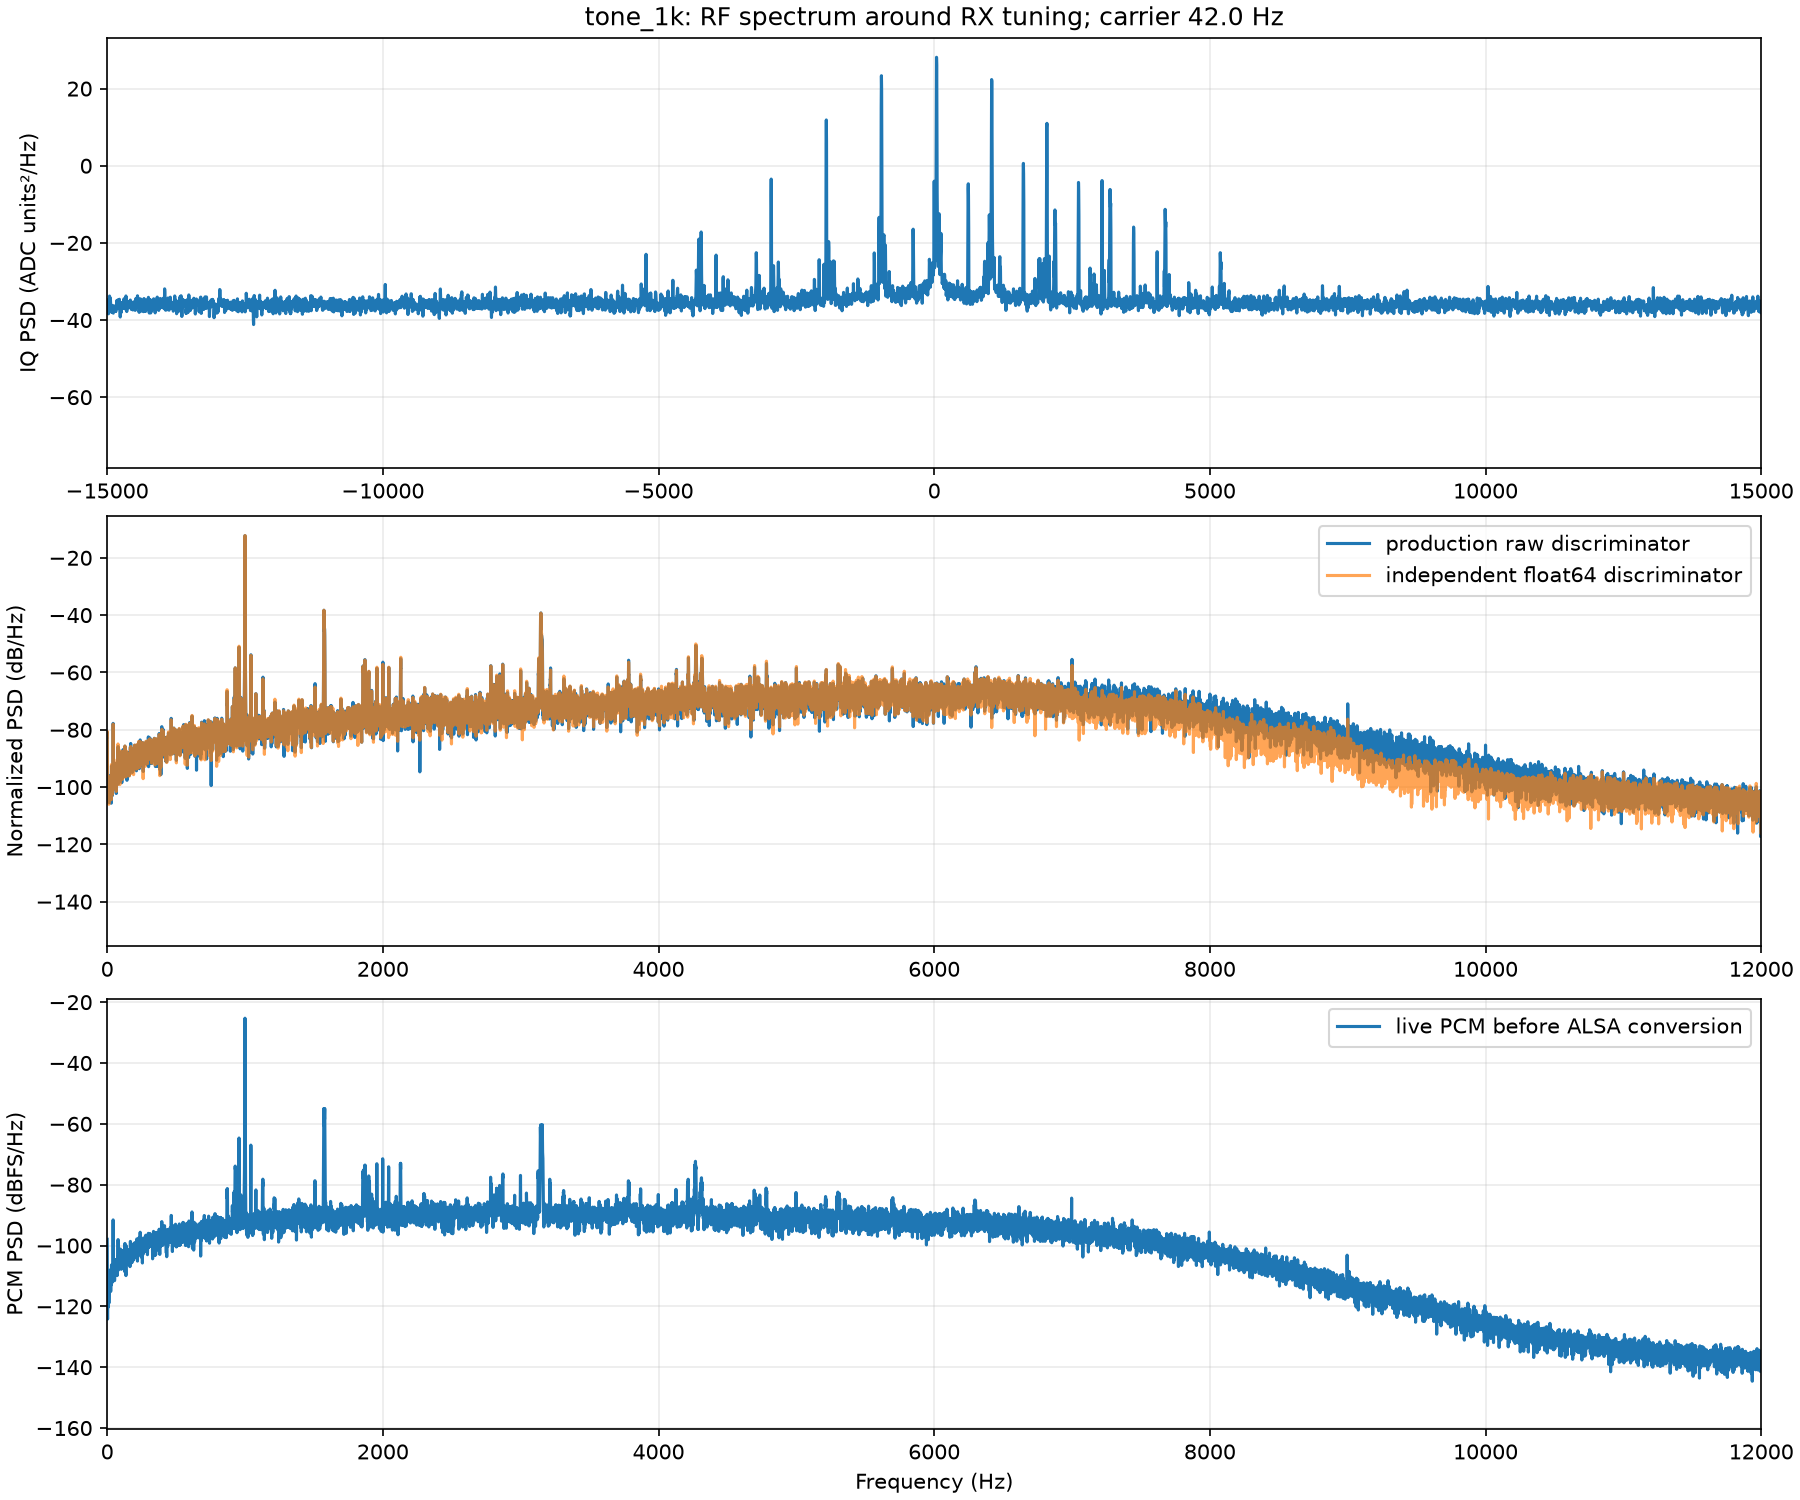 tone_1k: RF spectrum around RX tuning; carrier 42.0 Hz
IQ PSD (ADC units²/Hz)
20
0
−20
−40
−60
−15000 −10000 −5000 0 5000 10000 15000
production raw discriminator
independent float64 discriminator
Normalized PSD (dB/Hz)
−20
−40
−60
−80
−100
−120
−140
0 2000 4000 6000 8000 10000 12000
live PCM before ALSA conversion
PCM PSD (dBFS/Hz)
−20
−40
−60
−80
−100
−120
−140
−160
0 2000 4000 6000 8000 10000 12000
Frequency (Hz)